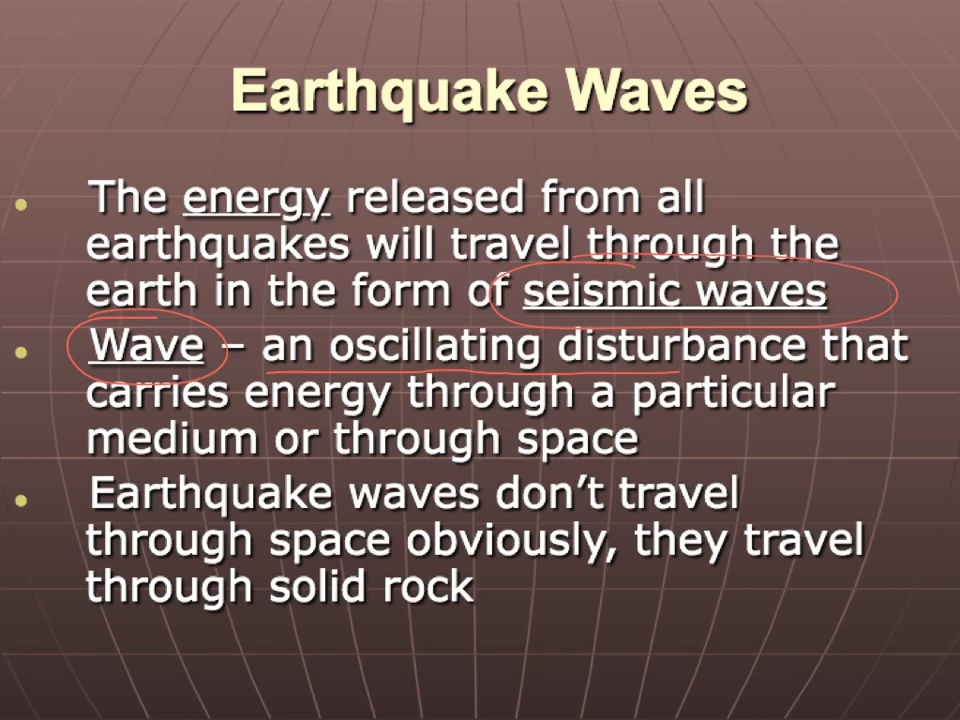 Earthquake Waves
The energy released from all
earthquakes will travel through the
earth in the form of seismic waves
Wave – an oscillating disturbance that
carries energy through a particular
medium or through space
Earthquake waves don’t travel
through space obviously, they travel
through solid rock